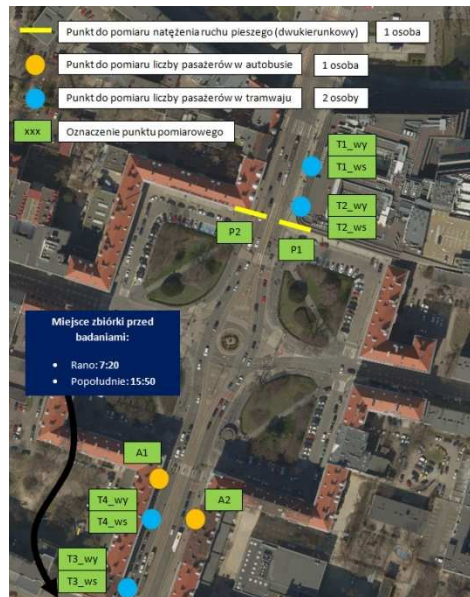 Punkt do pomiaru natężenia ruchu pieszego (dwukierunkowy) 1 osoba
Punkt do pomiaru liczby pasażerów w autobusie 1 osoba
Punkt do pomiaru liczby pasażerów w tramwaju 2 osoby
xxx Oznaczenie punktu pomiarowego
T1_wy
T1_ws
T2_wy
T2_ws
P2
P1
Miejsce zbiórki przed
badaniami:
• Rano: 7:20
• Popołudnie: 15:50
A1
T4_wy
A2
T4_ws
T3_wy
T3_ws